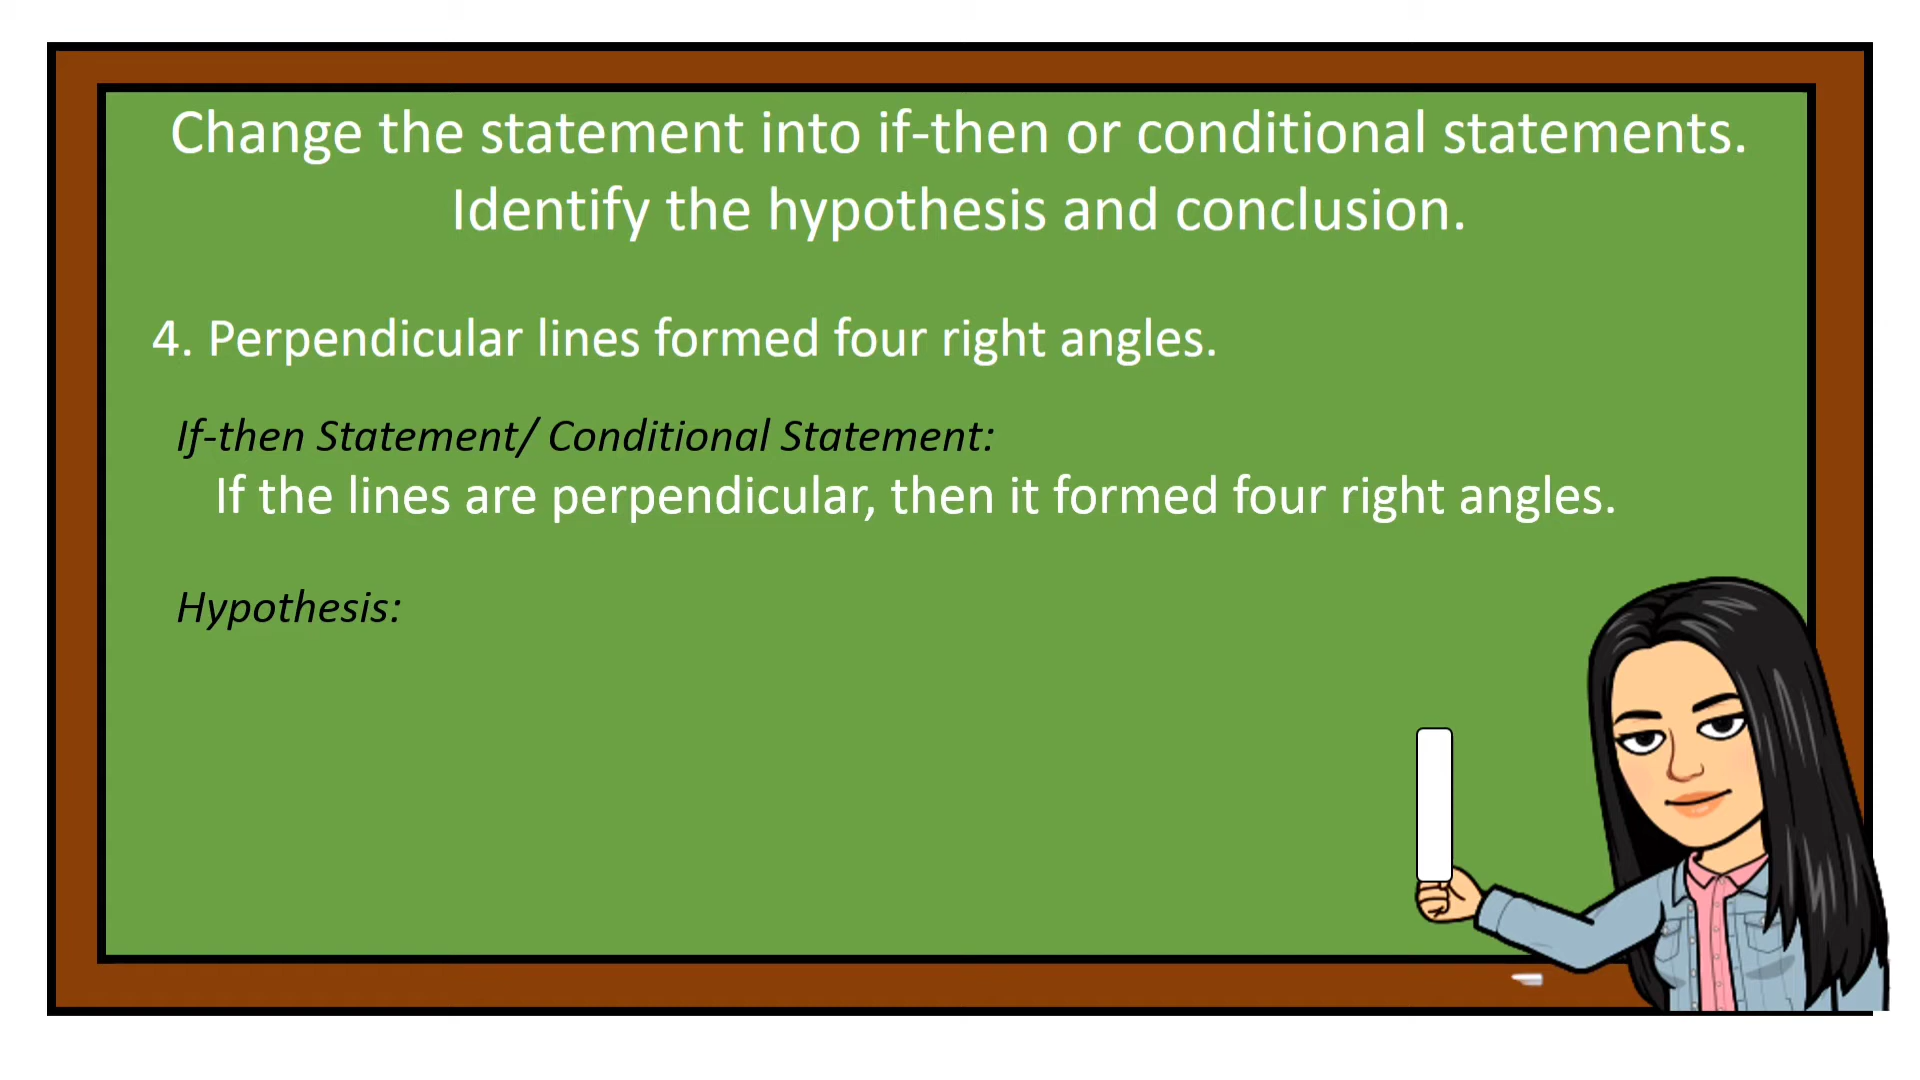 Change the statement into if-then or conditional statements.
Identify the hypothesis and conclusion.
4. Perpendicular lines formed four right angles.
If-then Statement/ Conditional Statement:
If the lines are perpendicular, then it formed four right angles.
Hypothesis: